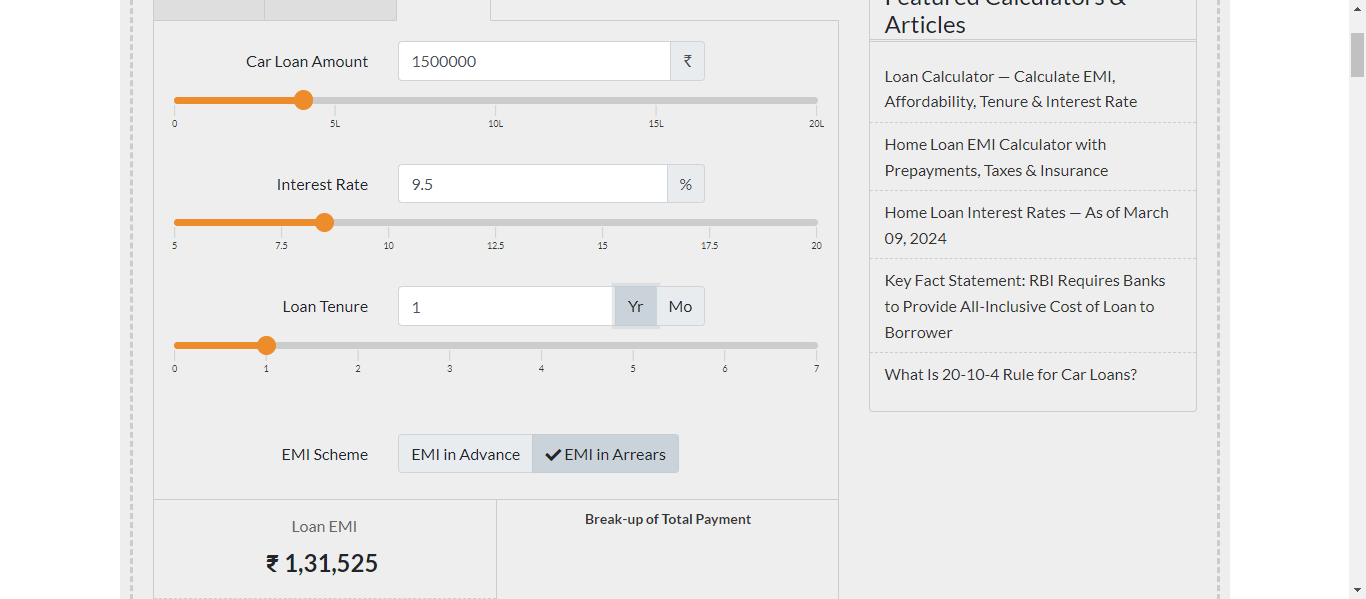 Featured Calculators &
Articles
Car Loan Amount 1500000 ₹
0 5L 10L 15L 20L
Interest Rate 9.5 %
5 7.5 10 12.5 15 17.5 20
Loan Tenure 1 Yr Mo
0 1 2 3 4 5 6 7
EMI Scheme EMI in Advance EMI in Arrears
Loan EMI
₹ 1,31,525
Break-up of Total Payment
Loan Calculator — Calculate EMI,
Affordability, Tenure & Interest Rate
Home Loan EMI Calculator with
Prepayments, Taxes & Insurance
Home Loan Interest Rates — As of March
09, 2024
Key Fact Statement: RBI Requires Banks
to Provide All-Inclusive Cost of Loan to
Borrower
What Is 20-10-4 Rule for Car Loans?